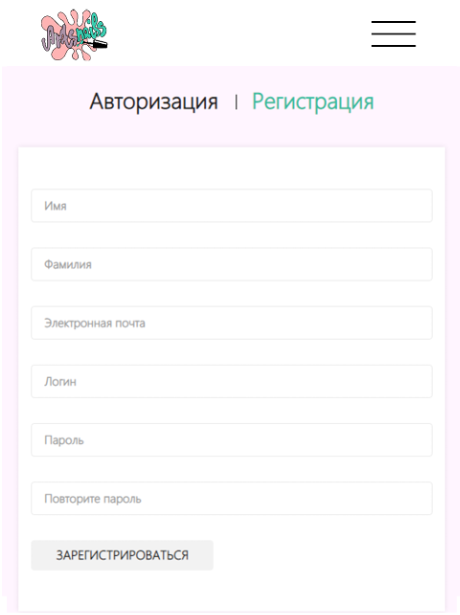 Авторизация | Регистрация
Имя
Фамилия
Электронная почта
Логин
Пароль
Повторите пароль
ЗАРЕГИСТРИРОВАТЬСЯ